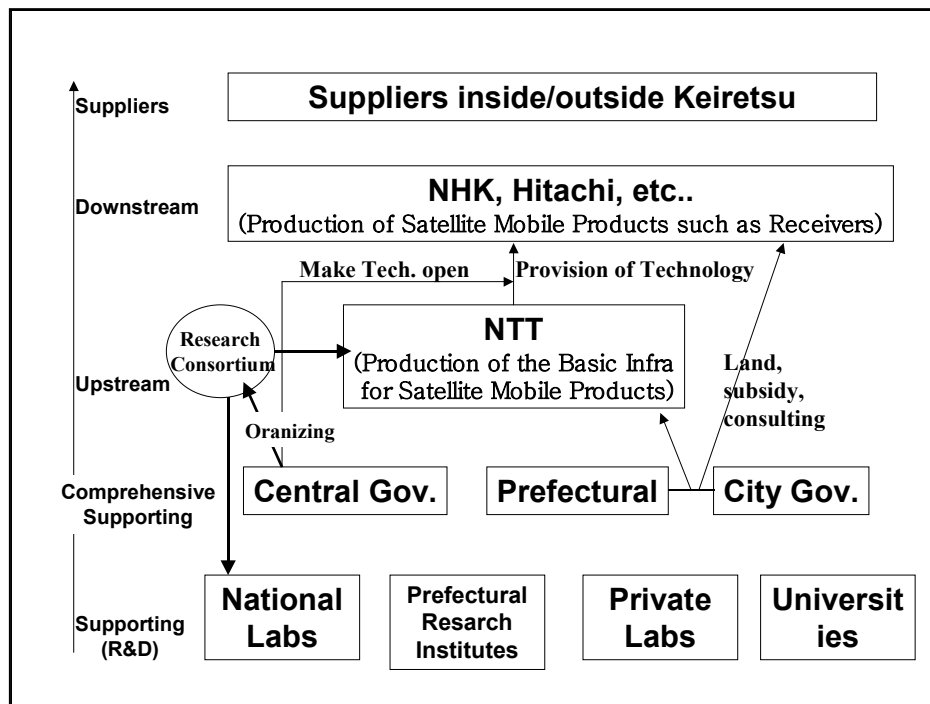 Suppliers
Suppliers inside/outside Keiretsu
Downstream
NHK, Hitachi, etc..
(Production of Satellite Mobile Products such as Receivers)
Make Tech. open
Provision of Technology
Upstream
Research
Consortium
NTT
(Production of the Basic Infra
for Satellite Mobile Products)
Land,
subsidy,
consulting
Oranizing
Comprehensive
Supporting
Central Gov.
Prefectural
City Gov.
Supporting
(R&D)
National
Labs
Prefectural
Resarch
Institutes
Private
Labs
Universit
ies